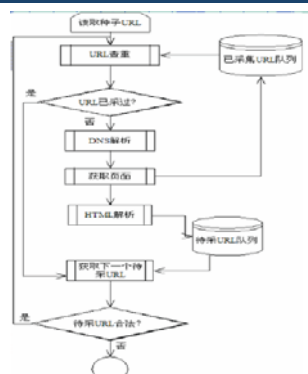 读取种子URL
URL查重
已采集URL队列
是
URL已采过?
否
DNS解析
获取页面
HTML解析
待采URL队列
获取下一个待
采URL
是
待采URL合法?
否